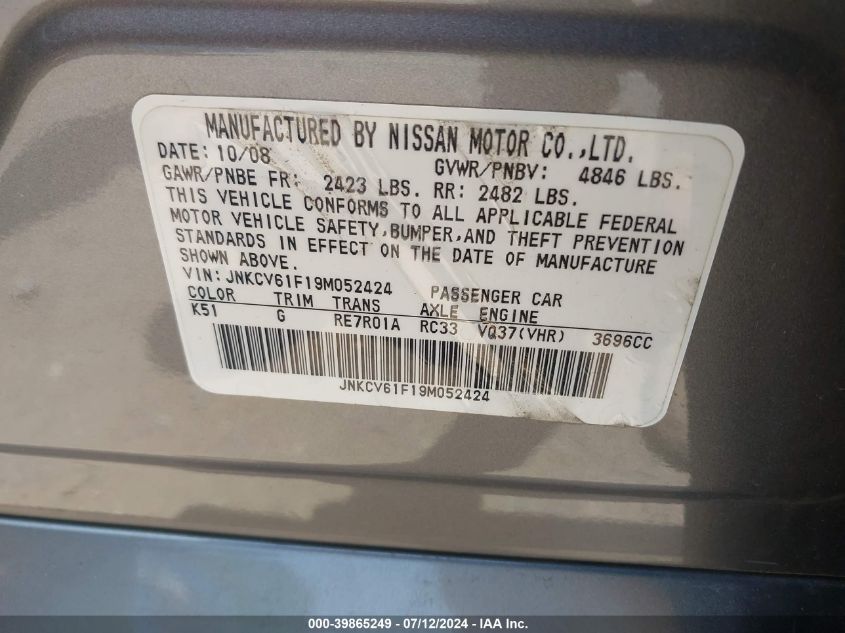 MANUFACTURED BY NISSAN MOTOR CO.,LTD.
DATE: 10/08 GVWR/PNBV: 4846 LBS.
GAWR/PNBE FR: 2423 LBS. RR: 2482 LBS.
THIS VEHICLE CONFORMS TO ALL APPLICABLE FEDERAL
MOTOR VEHICLE SAFETY,BUMPER,AND THEFT PREVENTION
STANDARDS IN EFFECT ON THE DATE OF MANUFACTURE
SHOWN ABOVE.
VIN: JNKCV61F19M052424 PASSENGER CAR
COLOR TRIM TRANS AXLE ENGINE
K51 G RE7R01A RC33 VQ37(VHR) 3696CC
JNKCV61F19M052424
000-39865249 - 07/12/2024 - IAA Inc.